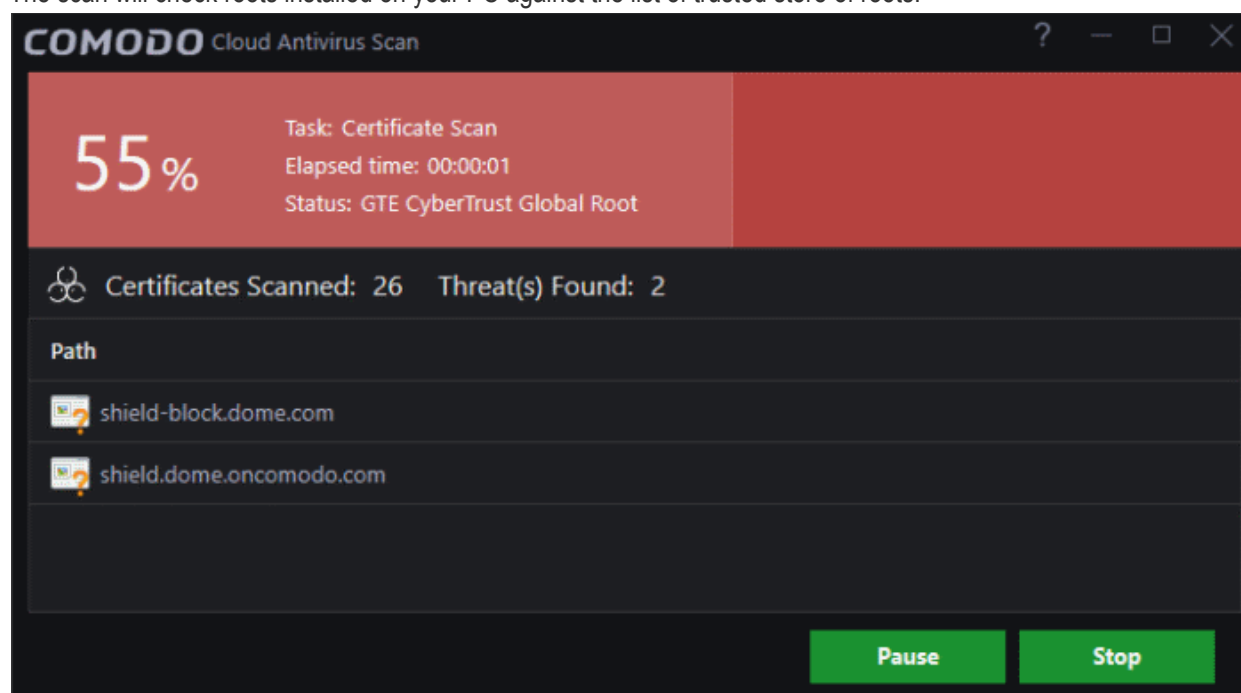 The scan will check roots installed on your PC against the list of trusted store of roots.
COMODO Cloud Antivirus Scan ?
55%
Task: Certificate Scan
Elapsed time: 00:00:01
Status: GTE CyberTrust Global Root
Certificates Scanned: 26 Threat(s) Found: 2
Path
shield-block.dome.com
shield.dome.oncomodo.com
Pause Stop